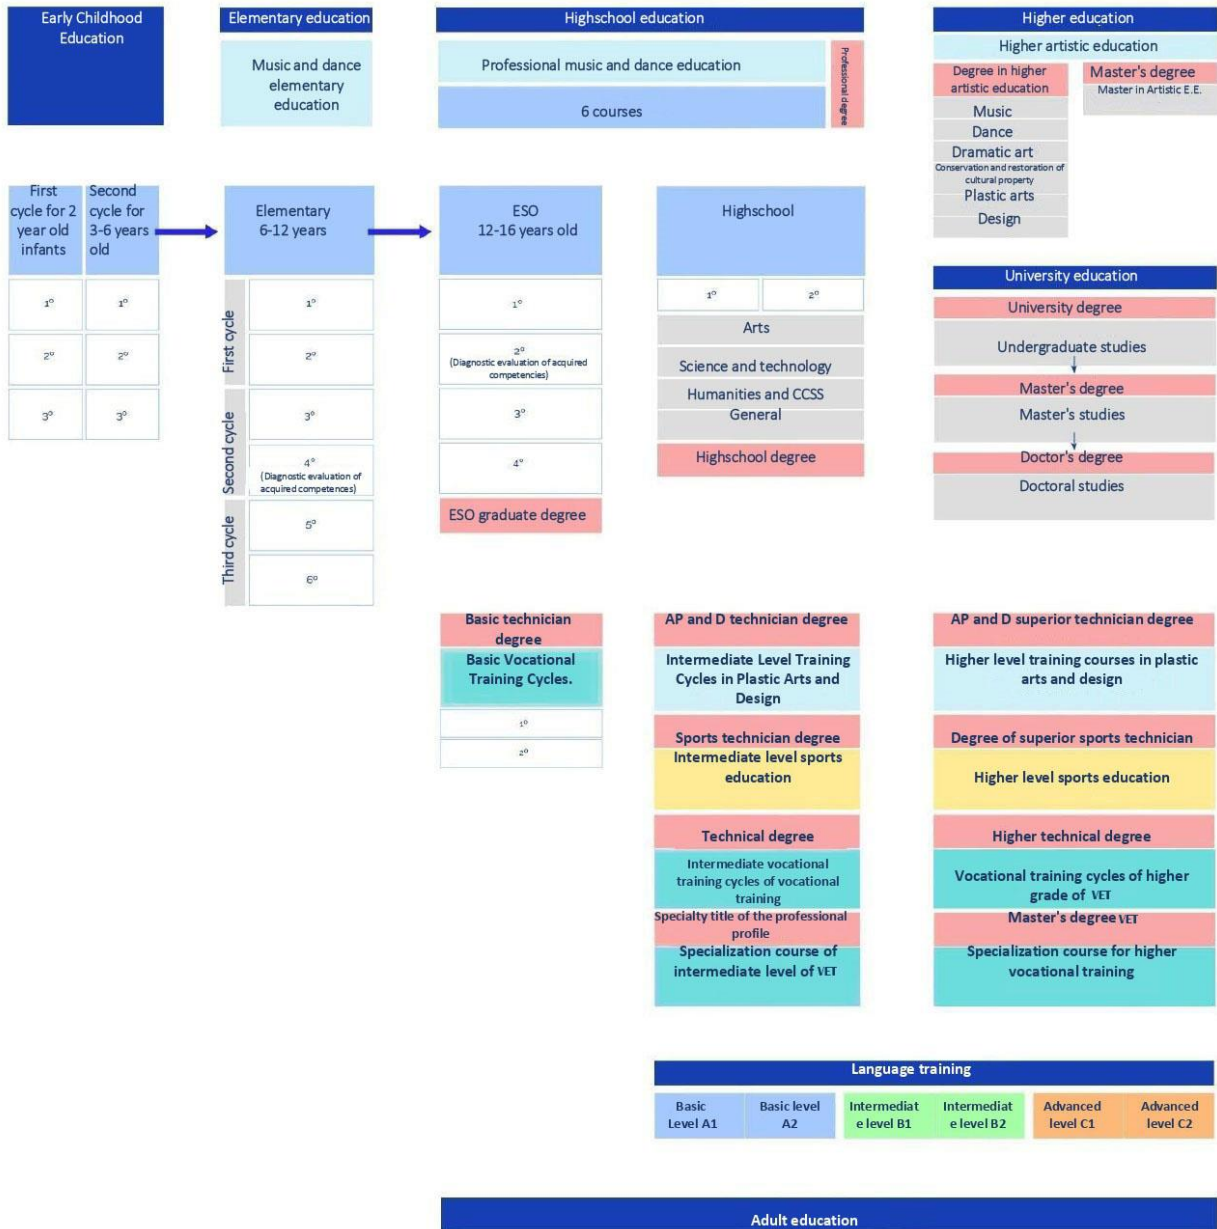 Early Childhood
Education
Elementary education
Highschool education
Higher education
Music and dance
elementary
education
Professional music and dance education
6 courses
Professional degree
Higher artistic education
Degree in higher
artistic education
Music
Dance
Dramatic art
Conservation and restoration of
cultural property
Plastic arts
Design
Master's degree
Master in Artistic E.E.
First
cycle for 2
year old
infants
Second
cycle for
3-6 years
old
Elementary
6-12 years
ESO
12-16 years old
Highschool
1º
2º
3º
1º
2º
3º
First cycle
Second cycle
Third cycle
1º
2º
3º
4º
(Diagnostic evaluation of
acquired competences)
5º
6º
1º
2º
(Diagnostic evaluation of acquired
competencies)
3º
4º
ESO graduate degree
1º
2º
Arts
Science and technology
Humanities and CCSS
General
Highschool degree
University education
University degree
Undergraduate studies
Master's degree
Master's studies
Doctor's degree
Doctoral studies
Basic technician
degree
Basic Vocational
Training Cycles.
1º
2º
AP and D technician degree
Intermediate Level Training
Cycles in Plastic Arts and
Design
Sports technician degree
Intermediate level sports
education
Technical degree
Intermediate vocational
training cycles of vocational
training
Specialty title of the professional
profile
Specialization course of
intermediate level of VET
AP and D superior technician degree
Higher level training courses in plastic
arts and design
Degree of superior sports technician
Higher level sports education
Higher technical degree
Vocational training cycles of higher
grade of VET
Master's degree VET
Specialization course for higher
vocational training
Language training
Basic
Level A1
Basic level
A2
Intermediat
e level B1
Intermediat
e level B2
Advanced
level C1
Advanced
level C2
Adult education